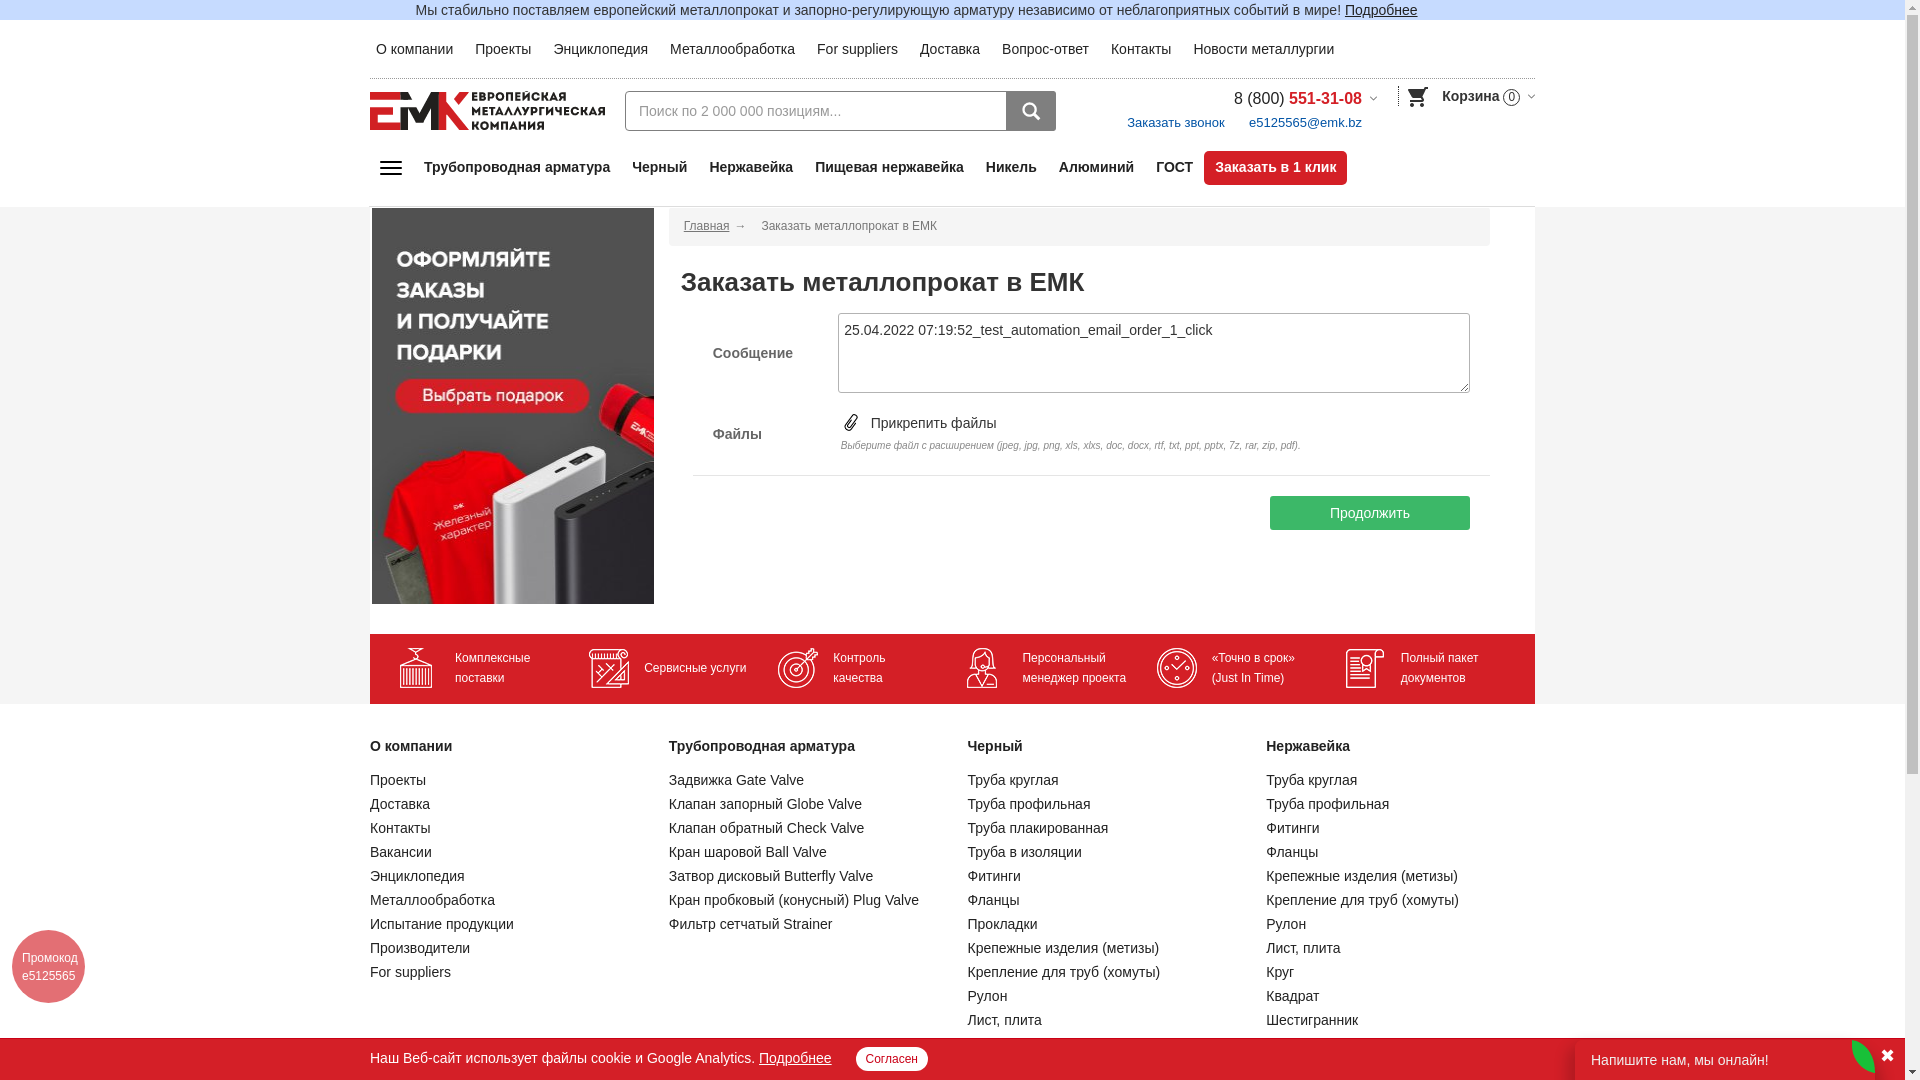 Мы стабильно поставляем европейский металлопрокат и запорно-регулирующую арматуру независимо от неблагоприятных событий в мире! Подробнее
О компании Проекты Энциклопедия Металлообработка For suppliers Доставка Вопрос-ответ Контакты Новости металлургии
ЕМК ЕВРОПЕЙСКАЯ
МЕТАЛЛУРГИЧЕСКАЯ
КОМПАНИЯ
Поиск по 2 000 000 позициям...
8 (800) 551-31-08
Корзина 0
Заказать звонок e5125565@emk.bz
Трубопроводная арматура Черный Нержавейка Пищевая нержавейка Никель Алюминий ГОСТ Заказать в 1 клик
ОФОРМЛЯЙТЕ
ЗАКАЗЫ
И ПОЛУЧАЙТЕ
ПОДАРКИ
Выбрать подарок
ЕМК
ЕМК
Железный
характер
Главная → Заказать металлопрокат в ЕМК
Заказать металлопрокат в ЕМК
Сообщение
25.04.2022 07:19:52_test_automation_email_order_1_click
Файлы
Прикрепить файлы
Выберите файл с расширением (jpeg, jpg, png, xls, xlxs, doc, docx, rtf, txt, ppt, pptx, 7z, rar, zip, pdf).
Продолжить
Комплексные
поставки
Сервисные услуги
Контроль
качества
Персональный
менеджер проекта
«Точно в срок»
(Just In Time)
Полный пакет
документов
О компании
Проекты
Доставка
Контакты
Вакансии
Энциклопедия
Металлообработка
Испытание продукции
Производители
For suppliers
Трубопроводная арматура
Задвижка Gate Valve
Клапан запорный Globe Valve
Клапан обратный Check Valve
Кран шаровой Ball Valve
Затвор дисковый Butterfly Valve
Кран пробковый (конусный) Plug Valve
Фильтр сетчатый Strainer
Черный
Труба круглая
Труба профильная
Труба плакированная
Труба в изоляции
Фитинги
Фланцы
Прокладки
Крепежные изделия (метизы)
Крепление для труб (хомуты)
Рулон
Лист, плита
Нержавейка
Труба круглая
Труба профильная
Фитинги
Фланцы
Крепежные изделия (метизы)
Крепление для труб (хомуты)
Рулон
Лист, плита
Круг
Квадрат
Шестигранник
Промокод
e5125565
Наш Веб-сайт использует файлы cookie и Google Analytics. Подробнее Согласен
Напишите нам, мы онлайн!